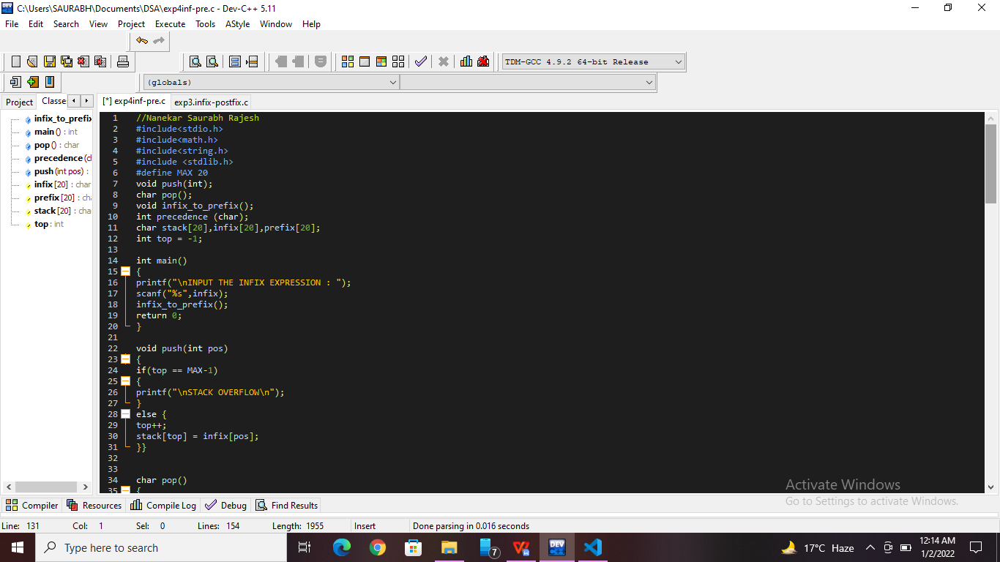 C:\Users\SAURABH\Documents\DSA\exp4inf-pre.c - Dev-C++ 5.11
File Edit Search View Project Execute Tools AStyle Window Help
TDM-GCC 4.9.2 64-bit Release
(globals)
Project Classe [*] exp4inf-pre.c exp3.infix-postfix.c
infix_to_prefix
main () : int
pop () : char
precedence (cl
push (int pos) :
infix [20] : char
prefix [20] : cha
stack [20] : cha
top : int
1 //Nanekar Saurabh Rajesh
2 #include<stdio.h>
3 #include<math.h>
4 #include<string.h>
5 #include <stdlib.h>
6 #define MAX 20
7 void push(int);
8 char pop();
9 void infix_to_prefix();
10 int precedence (char);
11 char stack[20],infix[20],prefix[20];
12 int top = -1;
13
14 int main()
15 {
16 printf("\nINPUT THE INFIX EXPRESSION : ");
17 scanf("%s",infix);
18 infix_to_prefix();
19 return 0;
20 }
21
22 void push(int pos)
23 {
24 if(top == MAX-1)
25 {
26 printf("\nSTACK OVERFLOW\n");
27 }
28 else {
29 top++;
30 stack[top] = infix[pos];
31 }}
32
33
34 char pop()
35 {
Activate Windows
Go to Settings to activate Windows.
Compiler Resources Compile Log Debug Find Results
Line: 131 Col: 1 Sel: 0 Lines: 154 Length: 1955 Insert Done parsing in 0.016 seconds
Type here to search
7
DEV
17°C Haze
12:14 AM
1/2/2022